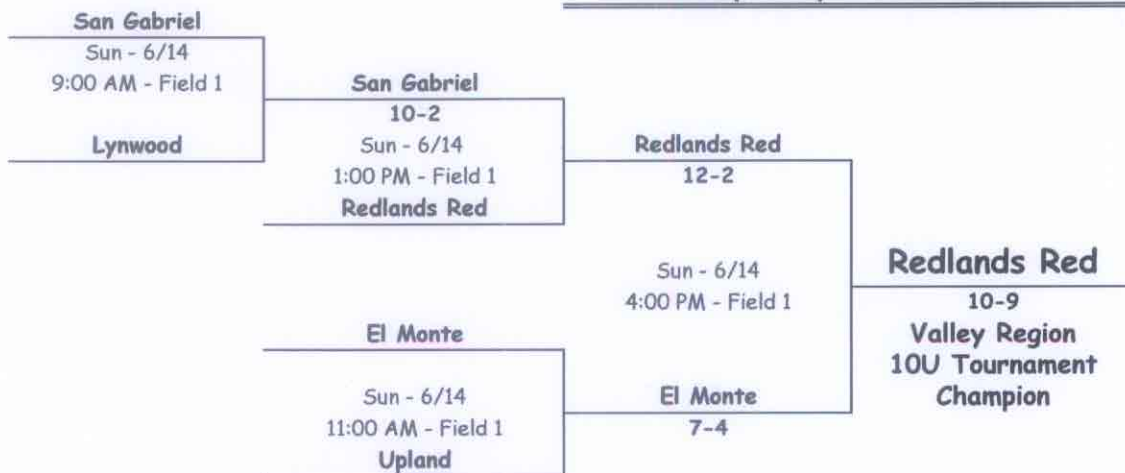 San Gabriel
Sun - 6/14
9:00 AM - Field 1
Lynwood
San Gabriel
10-2
Sun - 6/14
1:00 PM - Field 1
Redlands Red
Redlands Red
12-2
Sun - 6/14
4:00 PM - Field 1
El Monte
Sun - 6/14
11:00 AM - Field 1
Upland
El Monte
7-4
Redlands Red
10-9
Valley Region
10U Tournament
Champion